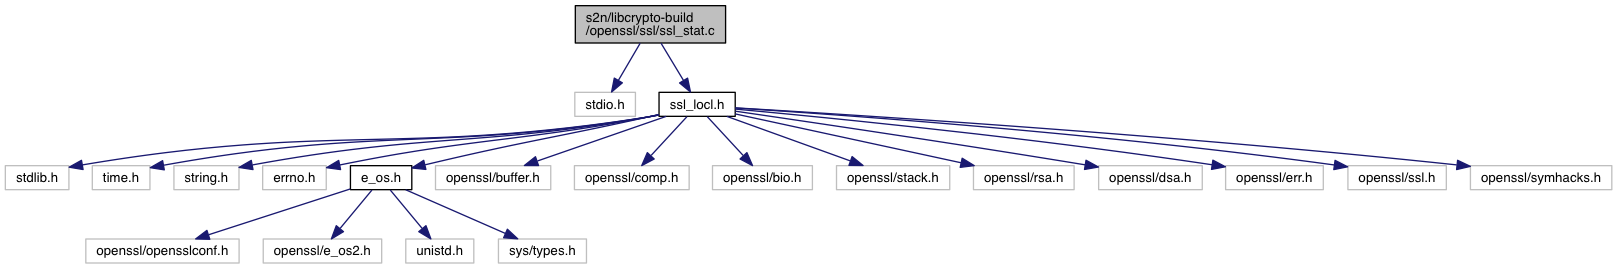 s2n/libcrypto-build
/openssl/ssl/ssl_stat.c
stdio.h
ssl_locl.h
stdlib.h
time.h
string.h
errno.h
e_os.h
openssl/buffer.h
openssl/comp.h
openssl/bio.h
openssl/stack.h
openssl/rsa.h
openssl/dsa.h
openssl/err.h
openssl/ssl.h
openssl/symhacks.h
openssl/opensslconf.h
openssl/e_os2.h
unistd.h
sys/types.h